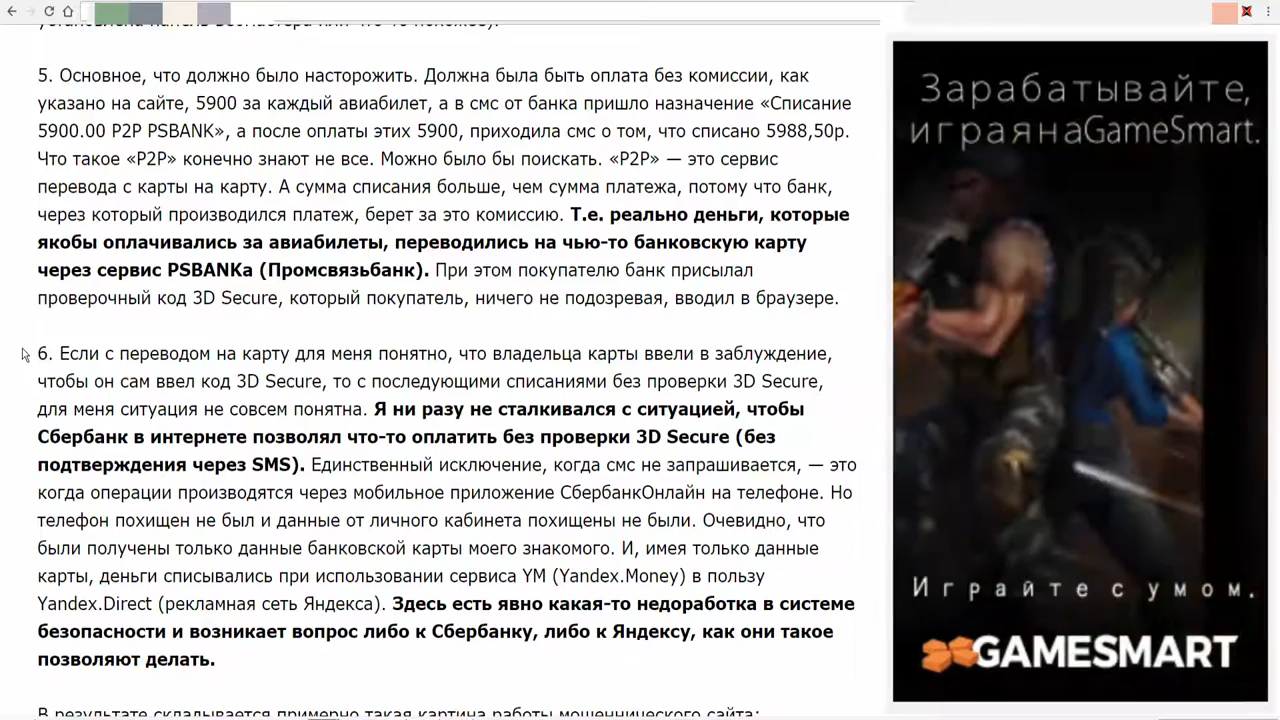 5. Основное, что должно было насторожить. Должна была быть оплата без комиссии, как
указано на сайте, 5900 за каждый авиабилет, а в смс от банка пришло назначение «Списание
5900.00 P2P PSBANK», а после оплаты этих 5900, приходила смс о том, что списано 5988,50р.
Что такое «P2P» конечно знают не все. Можно было бы поискать. «P2P» — это сервис
перевода с карты на карту. А сумма списания больше, чем сумма платежа, потому что банк,
через который производился платеж, берет за это комиссию. Т.е. реально деньги, которые
якобы оплачивались за авиабилеты, переводились на чью-то банковскую карту
через сервис PSBANKа (Промсвязьбанк). При этом покупателю банк присылал
проверочный код 3D Secure, который покупатель, ничего не подозревая, вводил в браузере.
6. Если с переводом на карту для меня понятно, что владельца карты ввели в заблуждение,
чтобы он сам ввел код 3D Secure, то с последующими списаниями без проверки 3D Secure,
для меня ситуация не совсем понятна. Я ни разу не сталкивался с ситуацией, чтобы
Сбербанк в интернете позволял что-то оплатить без проверки 3D Secure (без
подтверждения через SMS). Единственный исключение, когда смс не запрашивается, — это
когда операции производятся через мобильное приложение СбербанкОнлайн на телефоне. Но
телефон похищен не был и данные от личного кабинета похищены не были. Очевидно, что
были получены только данные банковской карты моего знакомого. И, имея только данные
карты, деньги списывались при использовании сервиса YM (Yandex.Money) в пользу
Yandex.Direct (рекламная сеть Яндекса). Здесь есть явно какая-то недоработка в системе
безопасности и возникает вопрос либо к Сбербанку, либо к Яндексу, как они такое
позволяют делать.
В результате складывается примерно такая картина работы мошеннического сайта:
Зарабатывайте,
играянаGameSmart.
Играйте с умом.
GAMESMART